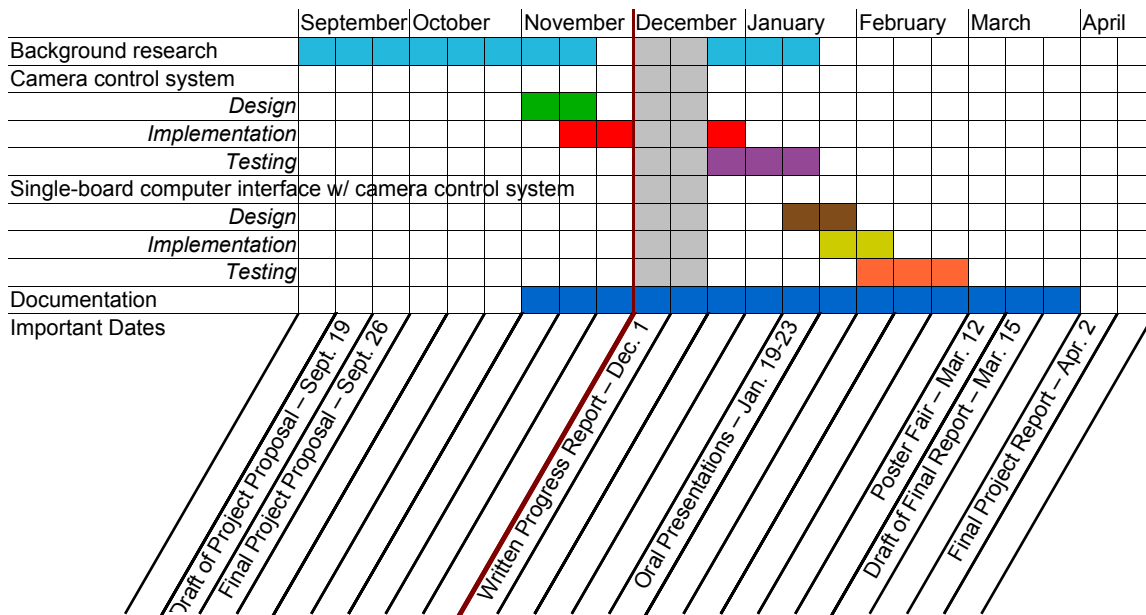 September October November December January February March April
Background research
Camera control system
Design
Implementation
Testing
Single-board computer interface w/ camera control system
Design
Implementation
Testing
Documentation
Important Dates
Draft of Project Proposal – Sept. 19
Final Project Proposal – Sept. 26
Written Progress Report – Dec. 1
Oral Presentations – Jan. 19-23
Poster Fair – Mar. 12
Draft of Final Report – Mar. 15
Final Project Report – Apr. 2